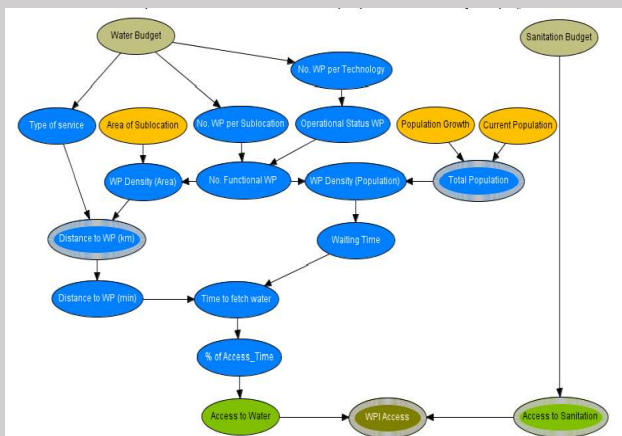 Water Budget
Sanitation Budget
No. WP per Technology
Type of service
Area of Sublocation
No. WP per Sublocation
Operational Status WP
Population Growth
Current Population
WP Density (Area)
No. Functional WP
WP Density (Population)
Total Population
Distance to WP (km)
Waiting Time
Distance to WP (min)
Time to fetch water
% of Access_Time
Access to Water
WPI Access
Access to Sanitation